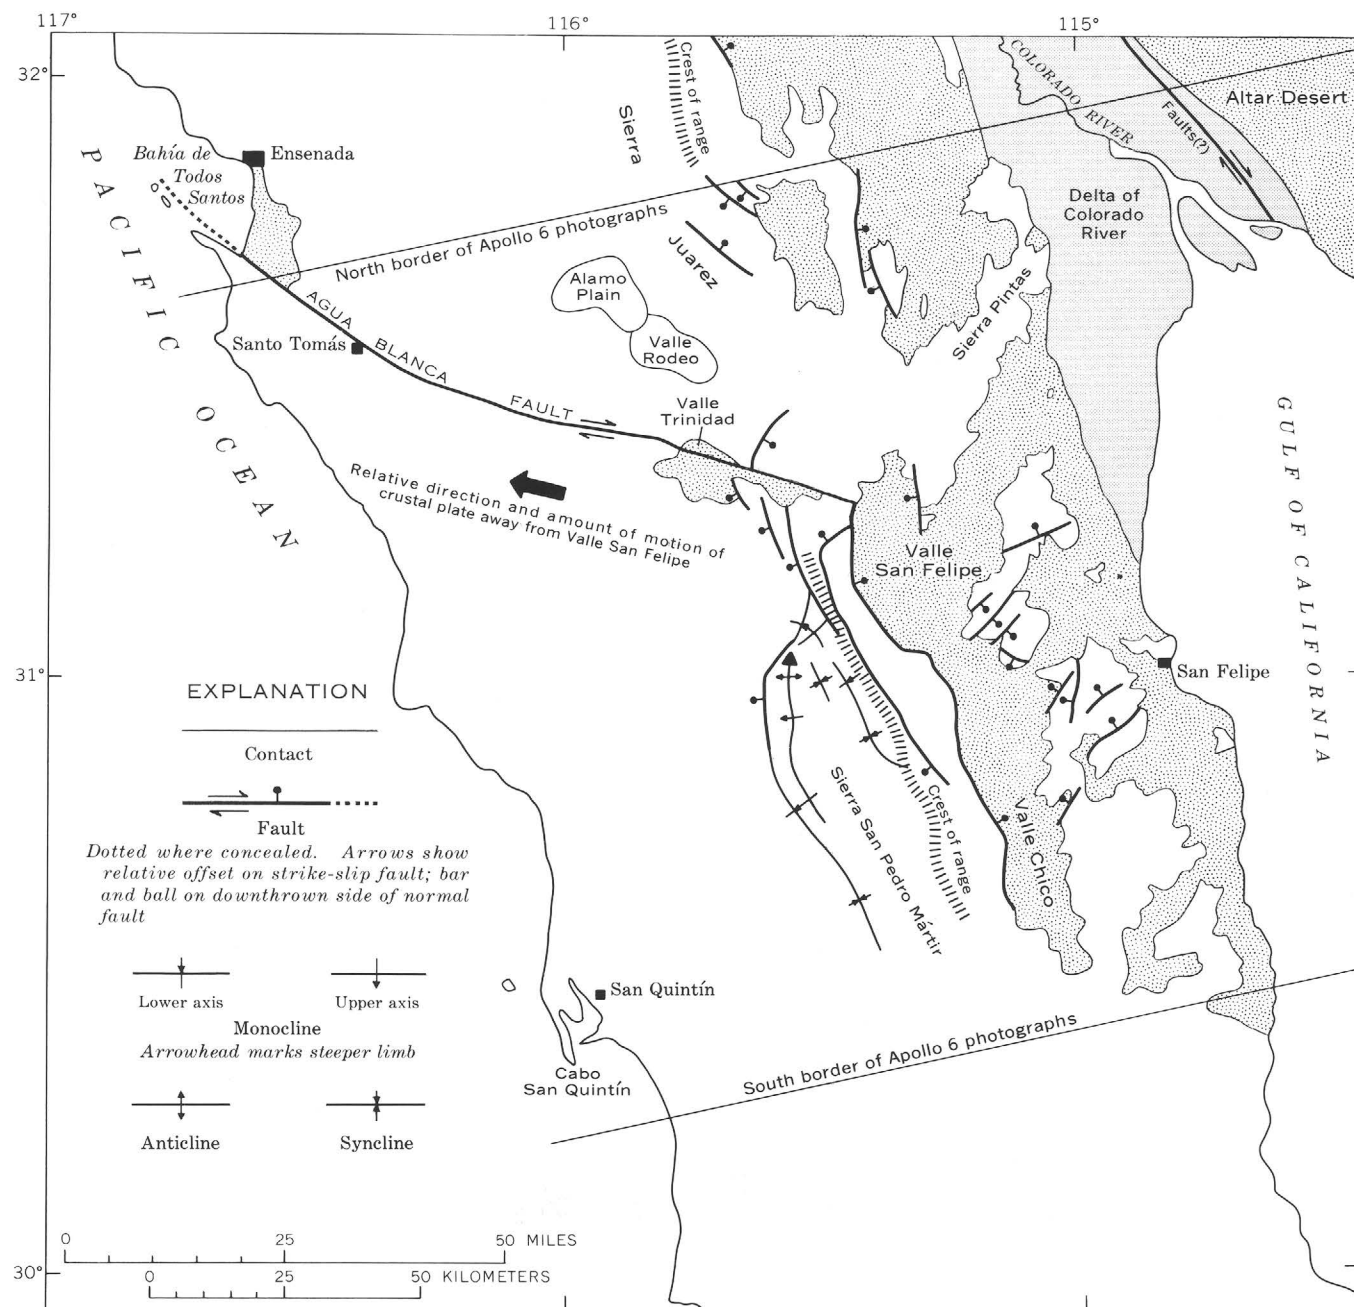 117°
116°
115°
32°
COLORADO RIVER
Altar Desert
Faults(?)
Crest of range
Sierra
Juarez
PACIFIC OCEAN
Bahía de
Todos
Santos
Ensenada
Delta of
Colorado
River
North border of Apollo 6 photographs
Alamo
Plain
Valle
Rodeo
Sierra Pintas
AGUA BLANCA FAULT
Santo Tomás
Valle
Trinidad
GULF OF CALIFORNIA
Relative direction and amount of motion of
crustal plate away from Valle San Felipe
Valle
San Felipe
31°
San Felipe
EXPLANATION
Contact
Fault
Dotted where concealed. Arrows show
relative offset on strike-slip fault; bar
and ball on downthrown side of normal
fault
Sierra San Pedro Mártir
Crest of range
Valle Chico
Lower axis
Upper axis
Monocline
Arrowhead marks steeper limb
Anticline
Syncline
San Quintín
Cabo
San Quintín
South border of Apollo 6 photographs
0 25 50 MILES
0 25 50 KILOMETERS
30°